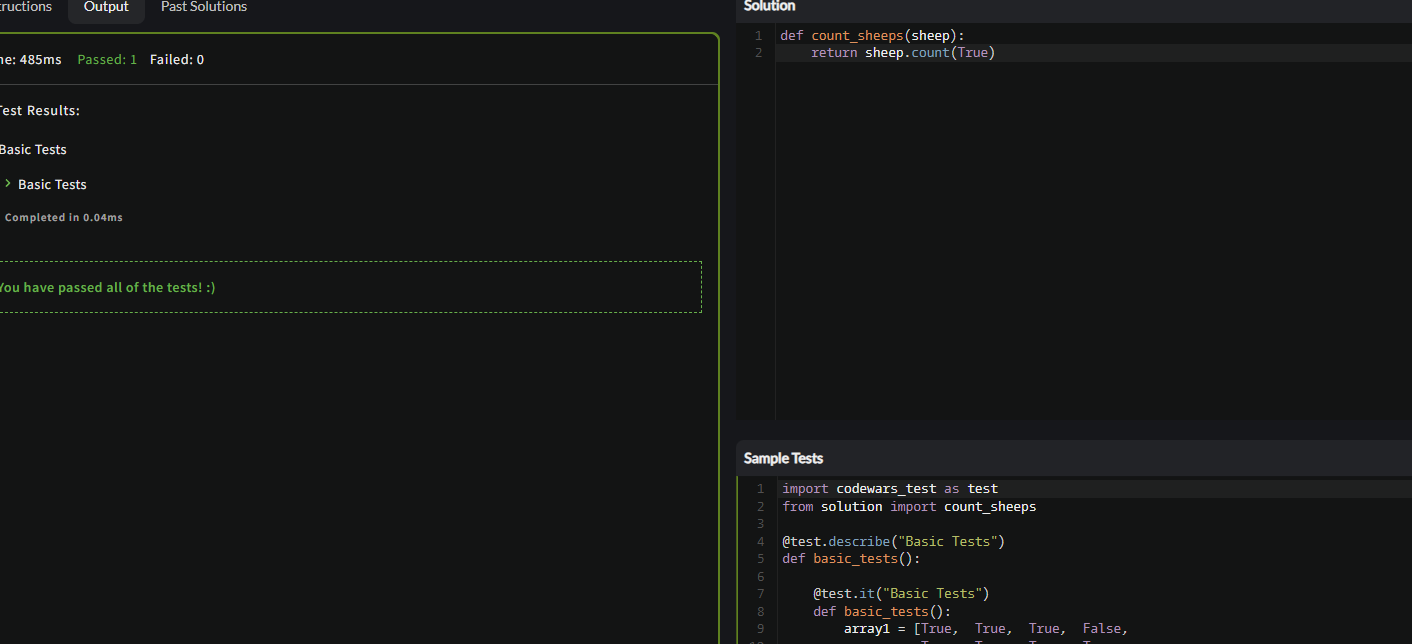 Output
Past Solutions
485ms Passed: 1 Failed: 0
Test Results:
Basic Tests
Basic Tests
Completed in 0.04ms
You have passed all of the tests! :)
Solution
1 def count_sheeps(sheep):
2     return sheep.count(True)
Sample Tests
1 import codewars_test as test
2 from solution import count_sheeps
3
4 @test.describe("Basic Tests")
5 def basic_tests():
6
7     @test.it("Basic Tests")
8     def basic_tests():
9         array1 = [True,  True,  True,  False,